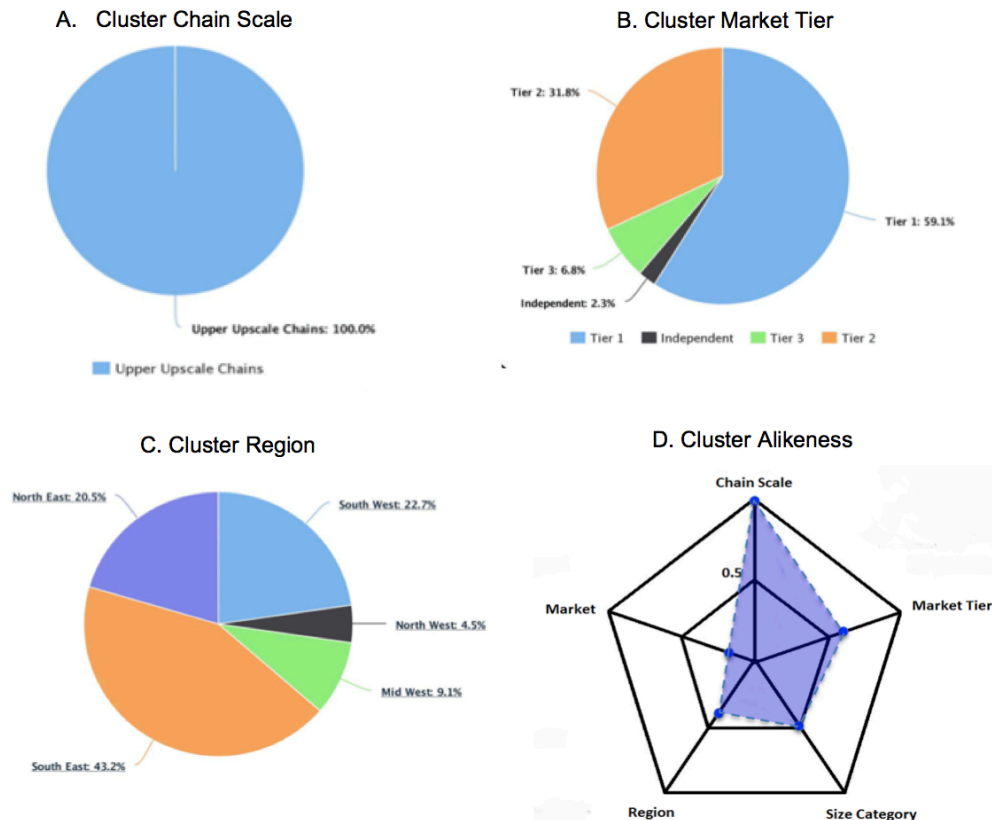 A. Cluster Chain Scale
Upper Upscale Chains: 100.0%
Upper Upscale Chains
B. Cluster Market Tier
Tier 2: 31.8%
Tier 1: 59.1%
Tier 3: 6.8%
Independent: 2.3%
Tier 1 Independent Tier 3 Tier 2
C. Cluster Region
North East: 20.5%
South West: 22.7%
North West: 4.5%
Mid West: 9.1%
South East: 43.2%
D. Cluster Alikeness
Chain Scale
0.5
Market
Market Tier
Region
Size Category